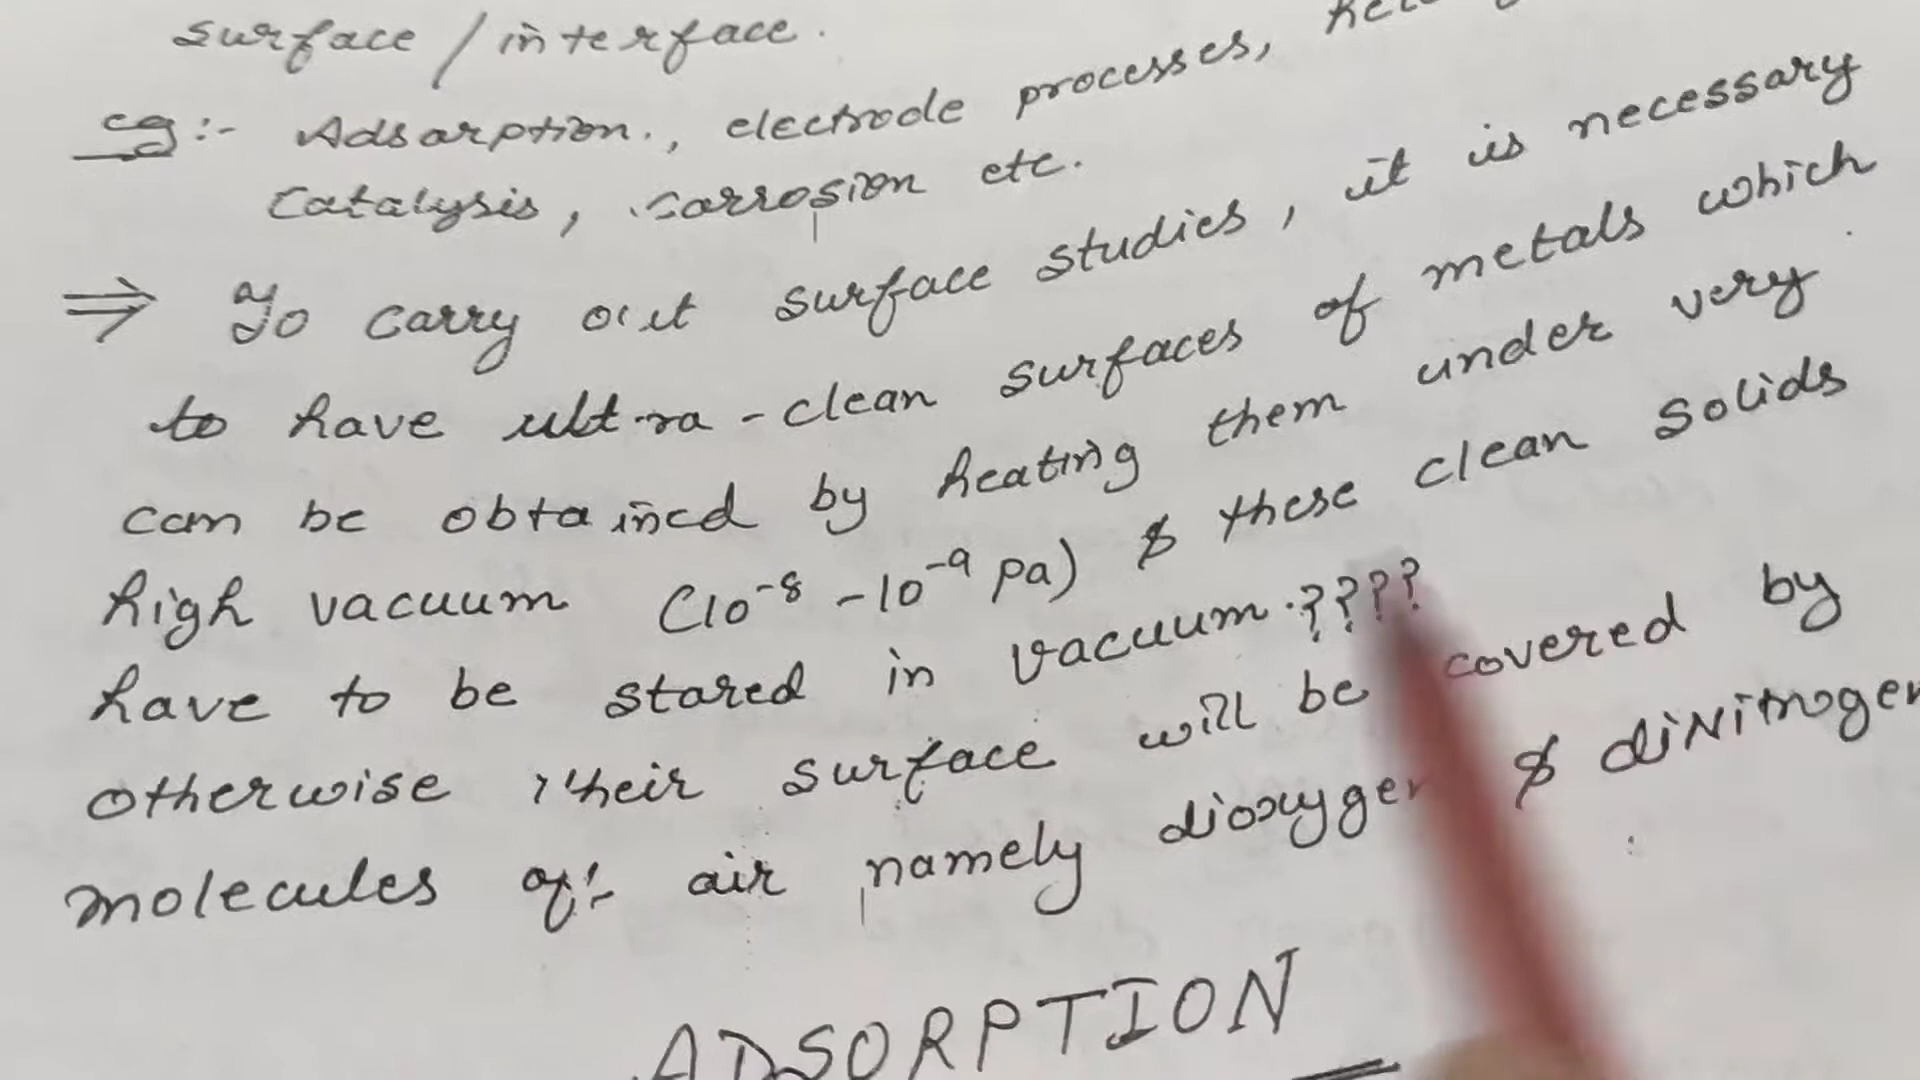 surface / interface.
eg:- Adsorption., electrode processes,
Catalysis, corrosion etc.
⇒ To carry out surface studies, it is necessary
to have ultra-clean surfaces of metals which
can be obtained by heating them under very
high vacuum (10⁻⁸ - 10⁻⁹ pa) & these clean solids
have to be stored in vacuum.????
otherwise their surface will be covered by
molecules of:- air namely dioxygen & diNitrogen
ADSORPTION